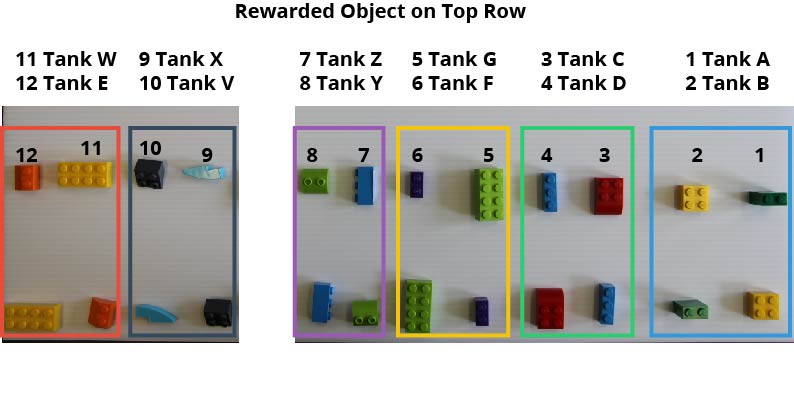 Rewarded Object on Top Row
11 Tank W 9 Tank X 7 Tank Z 5 Tank G 3 Tank C 1 Tank A
12 Tank E 10 Tank V 8 Tank Y 6 Tank F 4 Tank D 2 Tank B
12 11 10 9 8 7 6 5 4 3 2 1